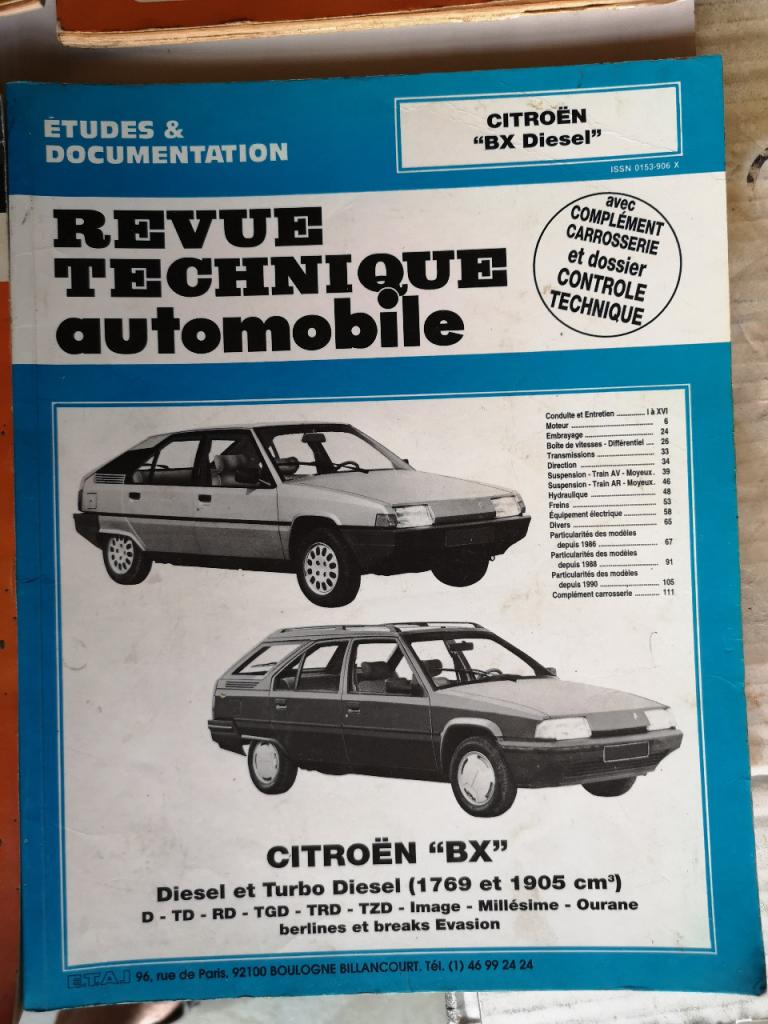 ÉTUDES &
DOCUMENTATION
CITROËN
"BX Diesel"
ISSN 0153-906 X
REVUE
TECHNIQUE
automobile
avec
COMPLÉMENT
CARROSSERIE
et dossier
CONTROLE
TECHNIQUE
Conduite et Entretien .............. I à XVI
Moteur .............. 6
Embrayage .............. 24
Boîte de vitesses - Différentiel .... 26
Transmissions .............. 33
Direction .............. 34
Suspension - Train AV - Moyeux. 39
Suspension - Train AR - Moyeux. 46
Hydraulique .............. 48
Freins .............. 53
Équipement électrique .............. 58
Divers .............. 65
Particularités des modèles
depuis 1986 .............. 67
Particularités des modèles
depuis 1988 .............. 91
Particularités des modèles
depuis 1990 .............. 105
Complément carrosserie .............. 111
CITROËN "BX"
Diesel et Turbo Diesel (1769 et 1905 cm³)
D - TD - RD - TGD - TRD - TZD - Image - Millésime - Ourane
berlines et breaks Evasion
E.T.A.I 96, rue de Paris, 92100 BOULOGNE BILLANCOURT. Tél. (1) 46 99 24 24